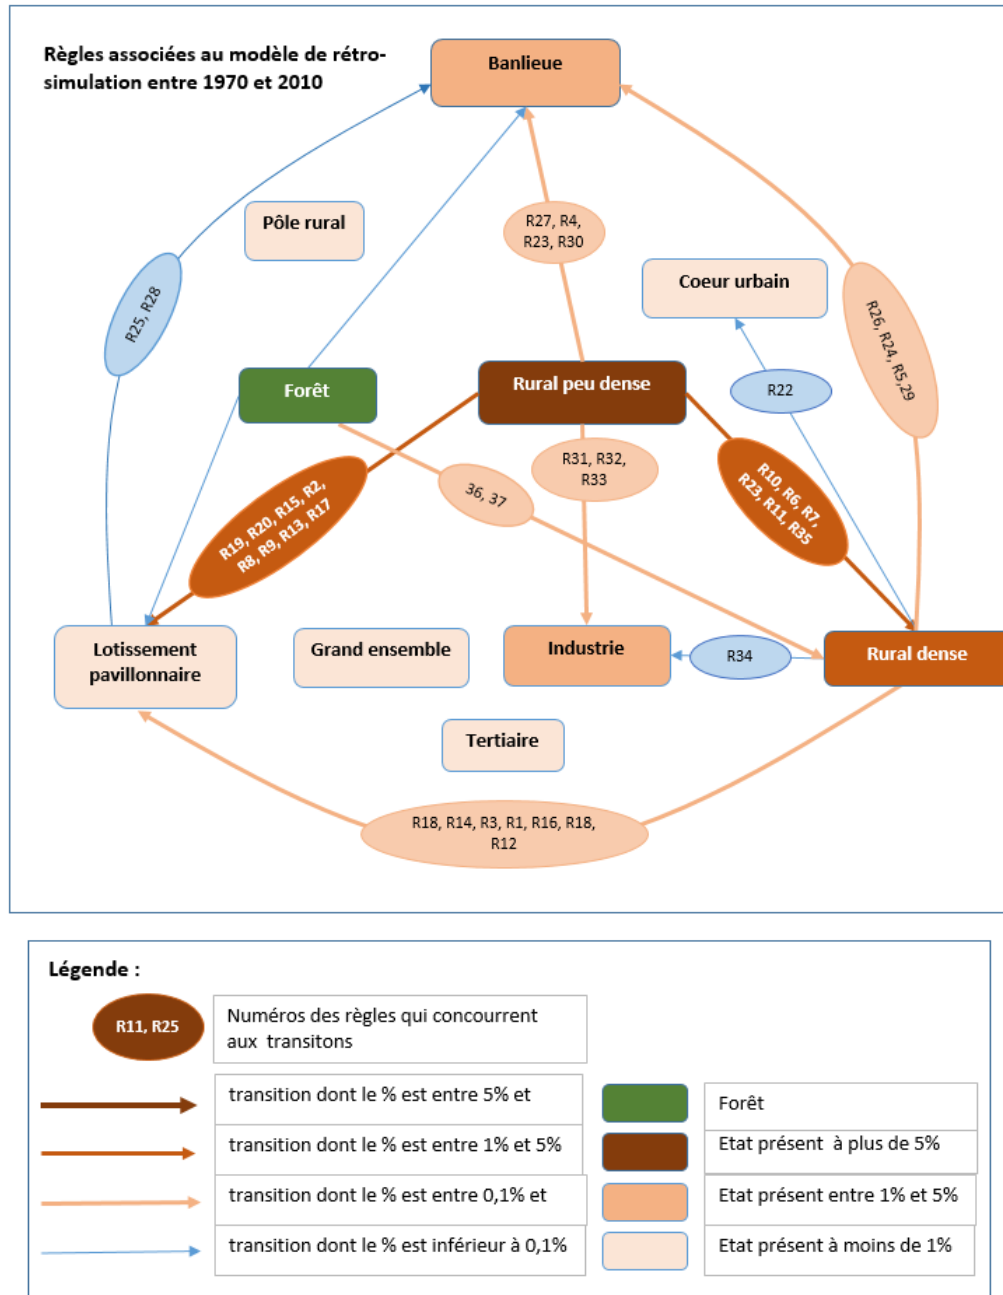 Règles associées au modèle de rétro-
simulation entre 1970 et 2010
Banlieue
Pôle rural
R27, R4,
R23, R30
Coeur urbain
R25, R28
R26, R24, R5,29
Forêt
Rural peu dense
R22
R31, R32,
R33
36, 37
R10, R6, R7,
R23, R11, R35
R19, R20, R15, R2,
R8, R9, R13, R17
Lotissement
pavillonnaire
Grand ensemble
Industrie
R34
Rural dense
Tertiaire
R18, R14, R3, R1, R16, R18,
R12
Légende :
R11, R25
Numéros des règles qui concourrent
aux transitons
transition dont le % est entre 5% et
Forêt
transition dont le % est entre 1% et 5%
Etat présent à plus de 5%
transition dont le % est entre 0,1% et
Etat présent entre 1% et 5%
transition dont le % est inférieur à 0,1%
Etat présent à moins de 1%